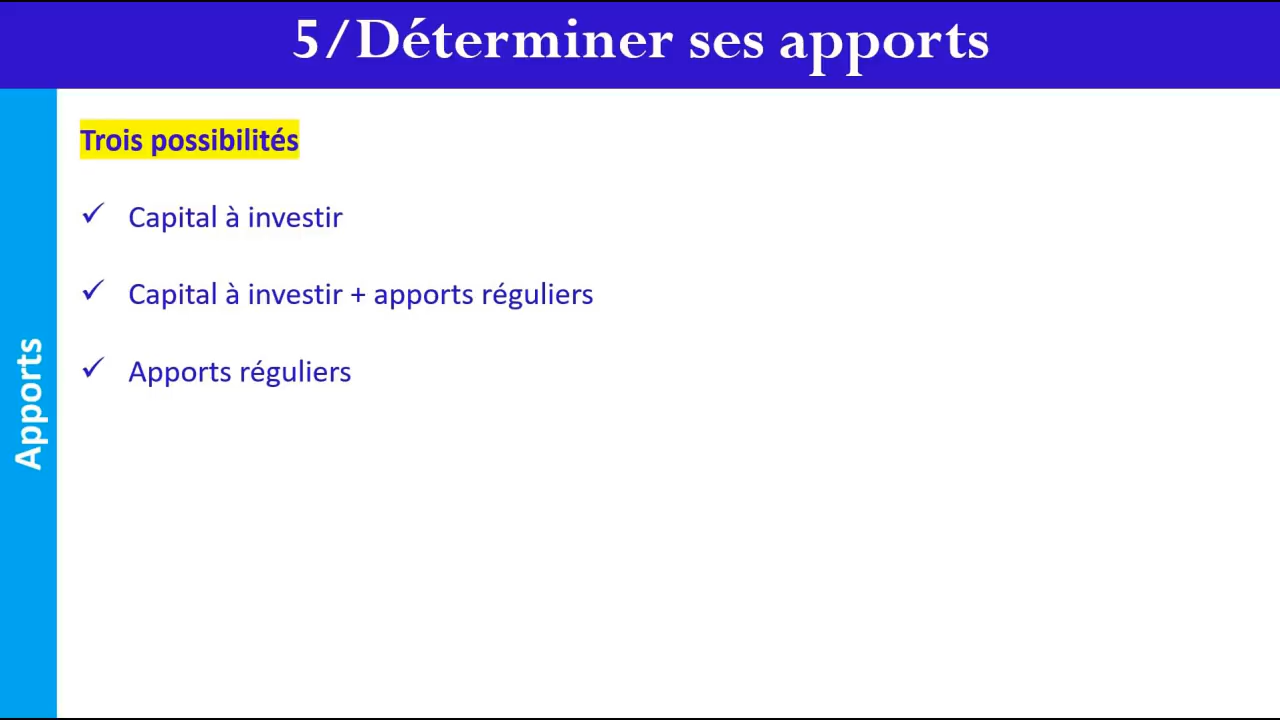 5/Déterminer ses apports
Trois possibilités
✓ Capital à investir
✓ Capital à investir + apports réguliers
✓ Apports réguliers
Apports